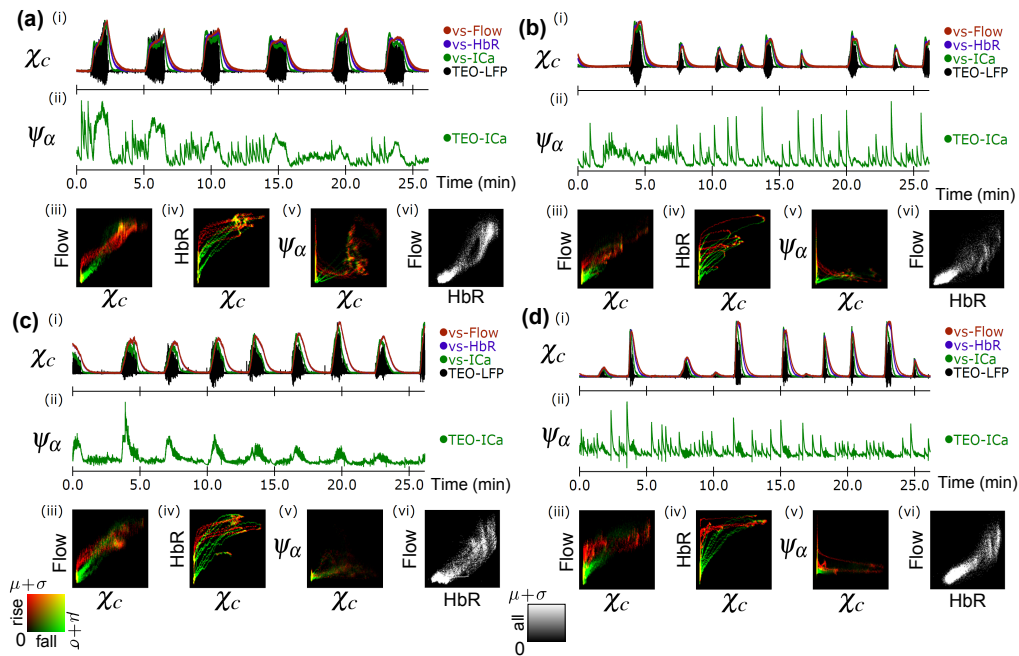 (a)
(i)
χc
vs-Flow
vs-HbR
vs-ICa
TEO-LFP
(ii)
ψα
TEO-ICa
0.0 5.0 10.0 15.0 20.0 25.0
Time (min)
(iii) (iv) (v) (vi)
Flow HbR ψα Flow
χc χc χc HbR
(b)
(i)
χc
vs-Flow
vs-HbR
vs-ICa
TEO-LFP
(ii)
ψα
TEO-ICa
0.0 5.0 10.0 15.0 20.0 25.0
Time (min)
(iii) (iv) (v) (vi)
Flow HbR ψα Flow
χc χc χc HbR
(c)
(i)
χc
vs-Flow
vs-HbR
vs-ICa
TEO-LFP
(ii)
ψα
TEO-ICa
0.0 5.0 10.0 15.0 20.0 25.0
Time (min)
(iii) (iv) (v) (vi)
Flow HbR ψα Flow
χc χc χc HbR
μ+σ
rise
0 fall
μ+σ
(d)
(i)
χc
vs-Flow
vs-HbR
vs-ICa
TEO-LFP
(ii)
ψα
TEO-ICa
0.0 5.0 10.0 15.0 20.0 25.0
Time (min)
(iii) (iv) (v) (vi)
Flow HbR ψα Flow
χc χc χc HbR
μ+σ
all
0